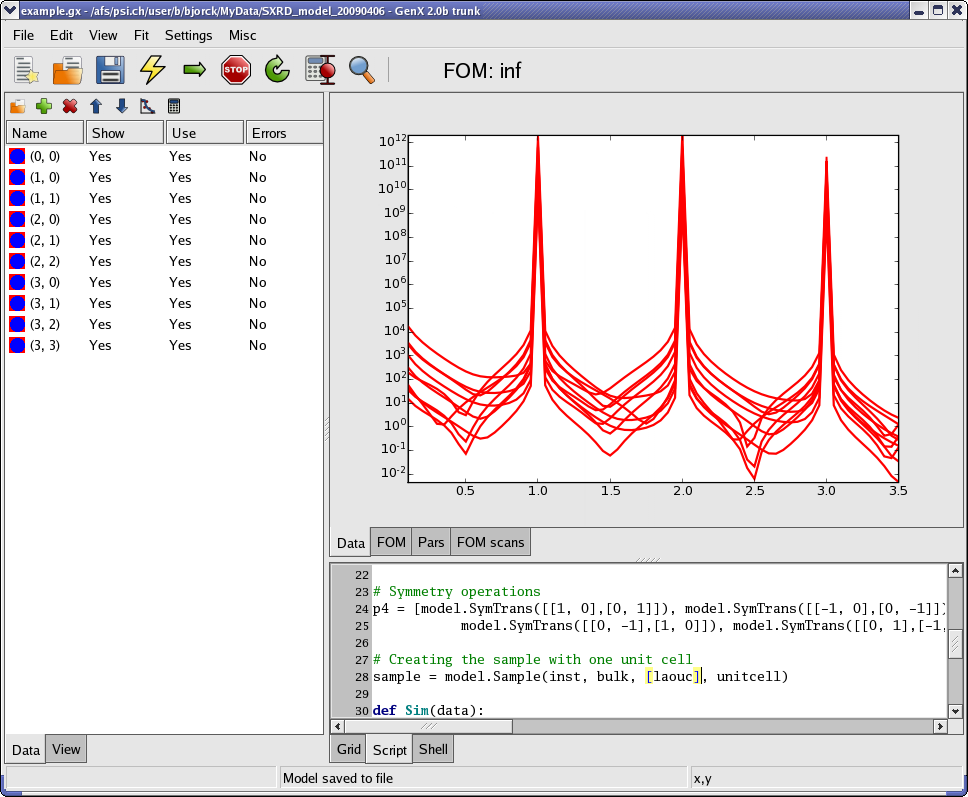 example.gx - /afs/psi.ch/user/b/bjorck/MyData/SXRD_model_20090406 - GenX 2.0b trunk
File Edit View Fit Settings Misc
STOP
FOM: inf
Name Show Use Errors
(0, 0) Yes Yes No
(1, 0) Yes Yes No
(1, 1) Yes Yes No
(2, 0) Yes Yes No
(2, 1) Yes Yes No
(2, 2) Yes Yes No
(3, 0) Yes Yes No
(3, 1) Yes Yes No
(3, 2) Yes Yes No
(3, 3) Yes Yes No
Data View
10^12
10^11
10^10
10^9
10^8
10^7
10^6
10^5
10^4
10^3
10^2
10^1
10^0
10^-1
10^-2
0.5 1.0 1.5 2.0 2.5 3.0 3.5
Data FOM Pars FOM scans
22
23 # Symmetry operations
24 p4 = [model.SymTrans([[1, 0],[0, 1]]), model.SymTrans([[-1, 0],[0, -1]])
25 model.SymTrans([[0, -1],[1, 0]]), model.SymTrans([[0, 1],[-1,
26
27 # Creating the sample with one unit cell
28 sample = model.Sample(inst, bulk, [laouc], unitcell)
29
30 def Sim(data):
Grid Script Shell
Model saved to file
x,y